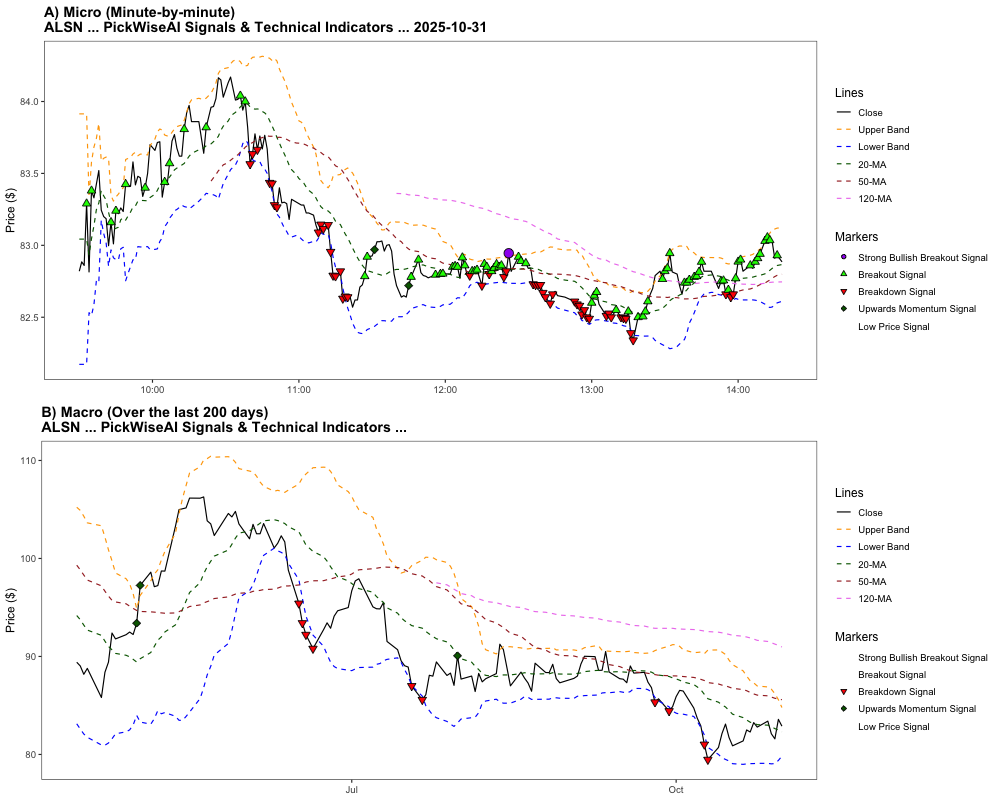 A) Micro (Minute-by-minute)
ALSN ... PickWiseAI Signals & Technical Indicators ... 2025-10-31
Price ($)
84.0
83.5
83.0
82.5
10:00
11:00
12:00
13:00
14:00
Lines
Close
Upper Band
Lower Band
20-MA
50-MA
120-MA
Markers
Strong Bullish Breakout Signal
Breakout Signal
Breakdown Signal
Upwards Momentum Signal
Low Price Signal
B) Macro (Over the last 200 days)
ALSN ... PickWiseAI Signals & Technical Indicators ...
Price ($)
110
100
90
80
Jul
Oct
Lines
Close
Upper Band
Lower Band
20-MA
50-MA
120-MA
Markers
Strong Bullish Breakout Signal
Breakout Signal
Breakdown Signal
Upwards Momentum Signal
Low Price Signal